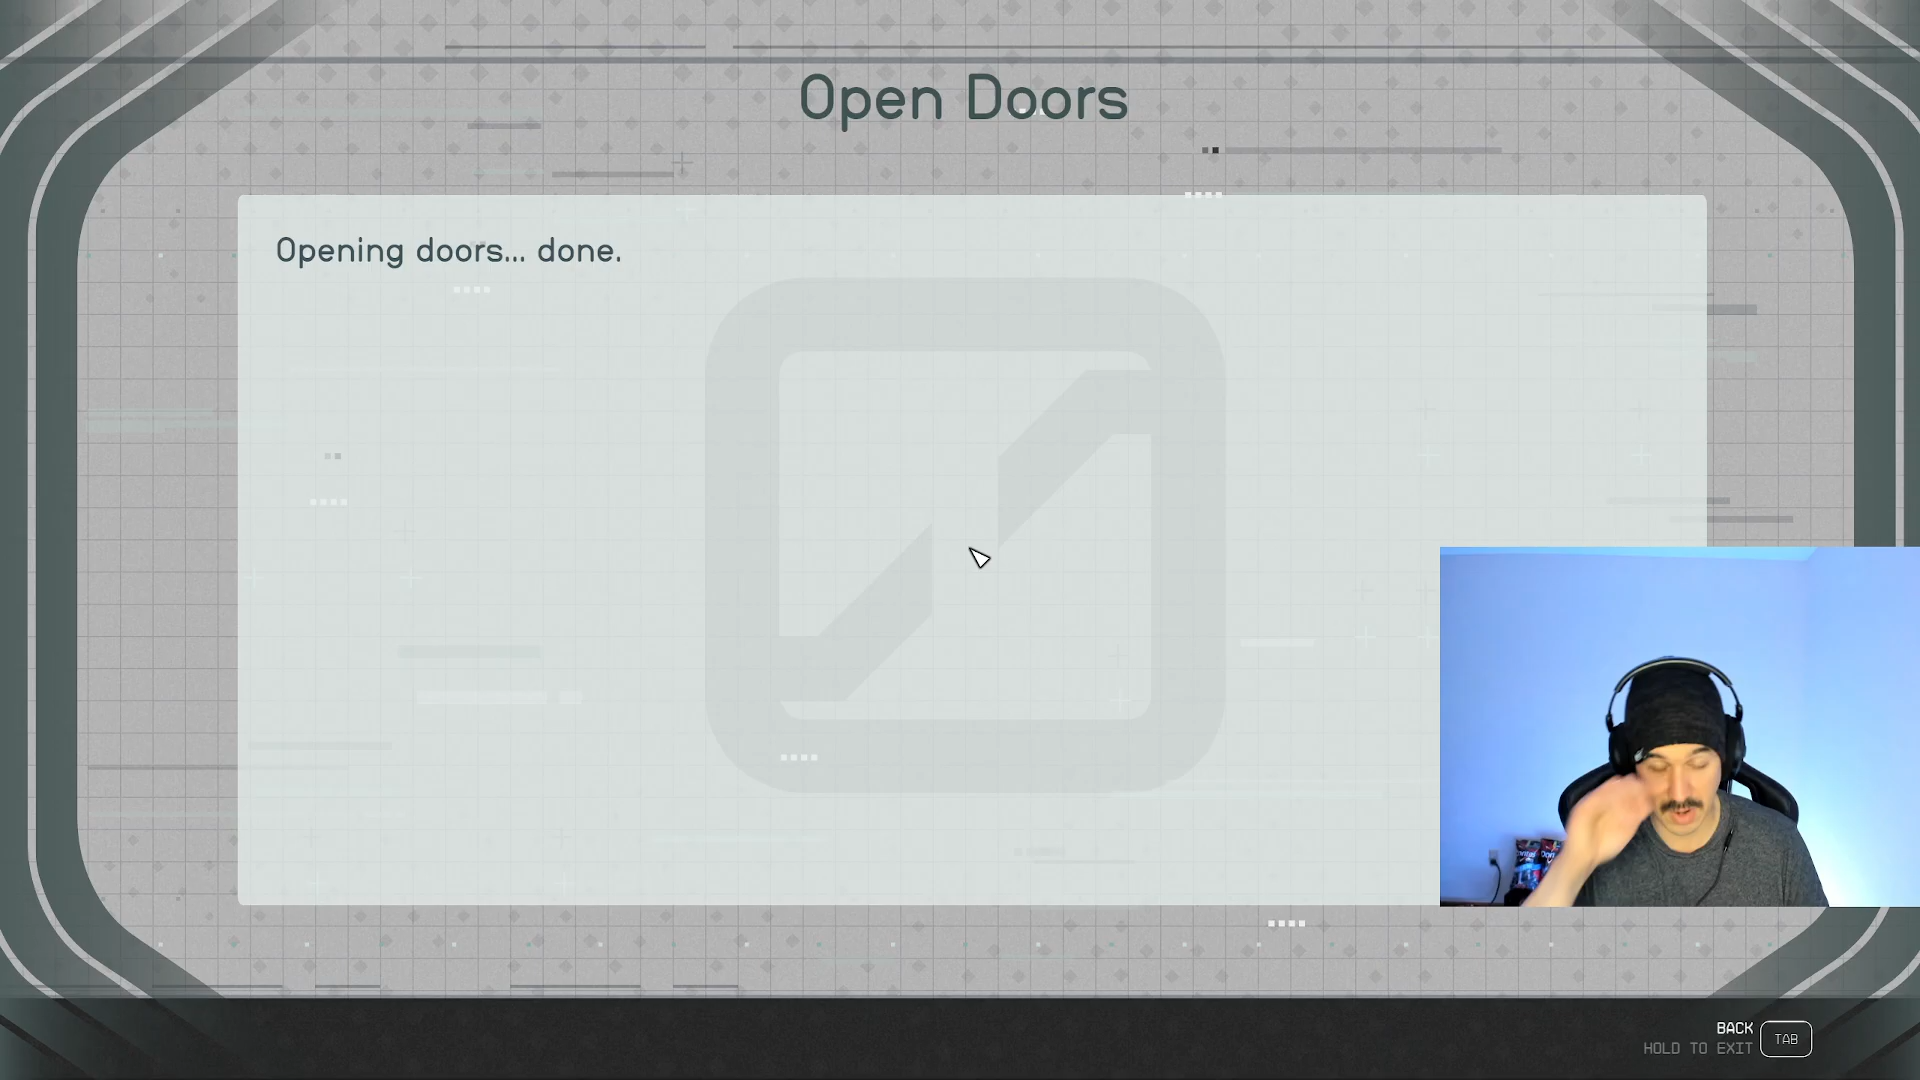 Open Doors
Opening doors... done.
BACK
HOLD TO EXIT
TAB